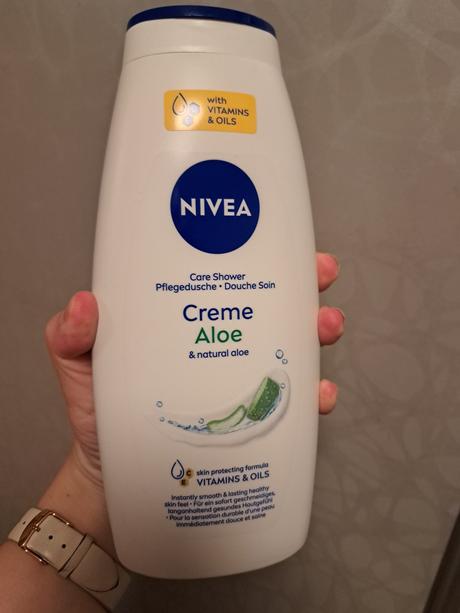 with
VITAMINS
& OILS
NIVEA
Care Shower
Pflegedusche • Douche Soin
Creme
Aloe
& natural aloe
C
E
skin protecting formula
VITAMINS & OILS
Instantly smooth & lasting healthy
skin feel • Für ein sofort geschmeidiges,
langanhaltend gesundes Hautgefühl
• Pour la sensation durable d'une peau
immédiatement douce et saine